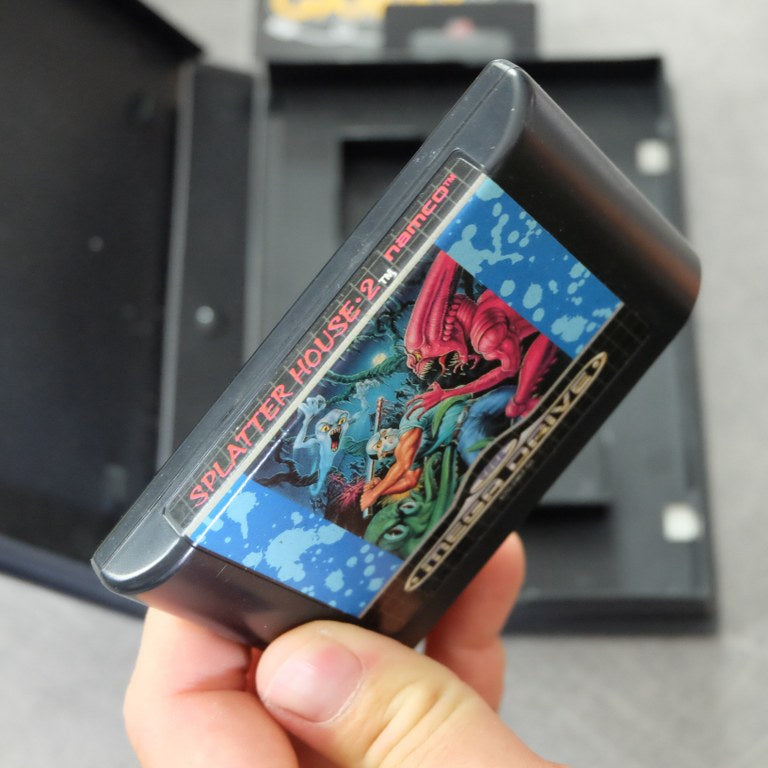 SPLATTER HOUSE·2™ namco™
MEGA DRIVE